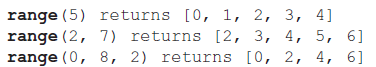 range(5) returns [0, 1, 2, 3, 4]
range(2, 7) returns [2, 3, 4, 5, 6]
range(0, 8, 2) returns [0, 2, 4, 6]